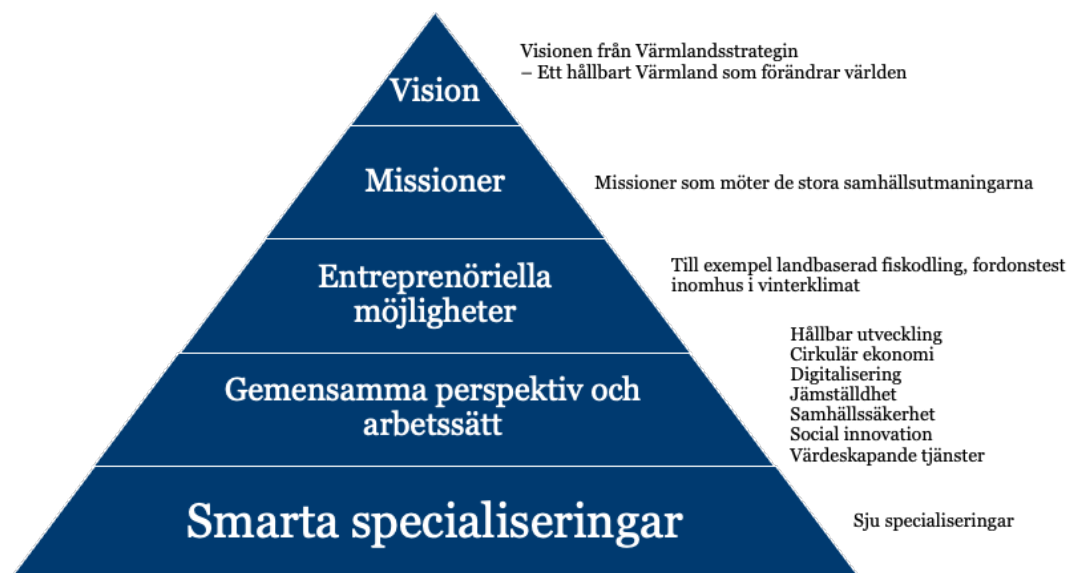 Vision
Visionen från Värmlandsstrategin
– Ett hållbart Värmland som förändrar världen
Missioner
Missioner som möter de stora samhällsutmaningarna
Entreprenöriella
möjligheter
Till exempel landbaserad fiskodling, fordonstest
inomhus i vinterklimat
Gemensamma perspektiv och
arbetssätt
Hållbar utveckling
Cirkulär ekonomi
Digitalisering
Jämställdhet
Samhällssäkerhet
Social innovation
Värdeskapande tjänster
Smarta specialiseringar
Sju specialiseringar